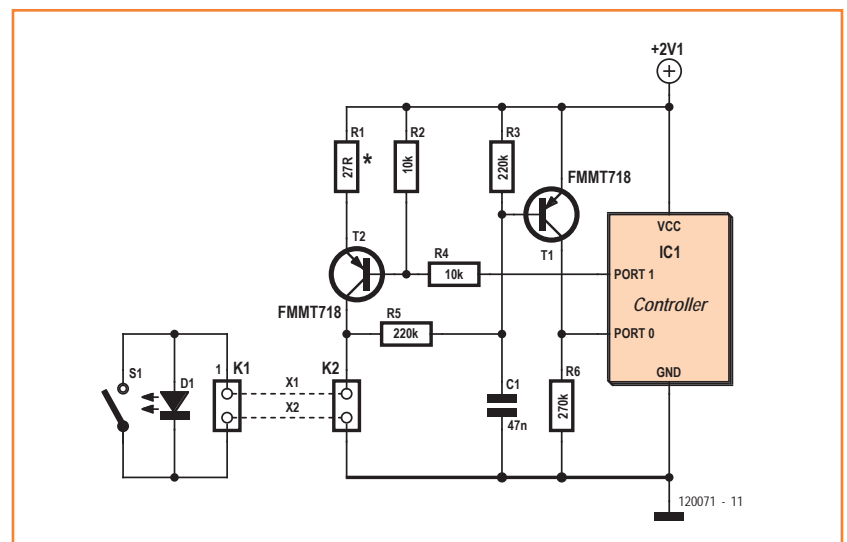 +2V1
R1
R2
R3
27R
*
10k
220k
FMMT718
T2
R4
T1
VCC
IC1
10k
PORT 1
Controller
FMMT718
R5
PORT 0
220k
S1
D1
1
K1
X1
K2
GND
R6
X2
C1
270k
47n
120071 - 11